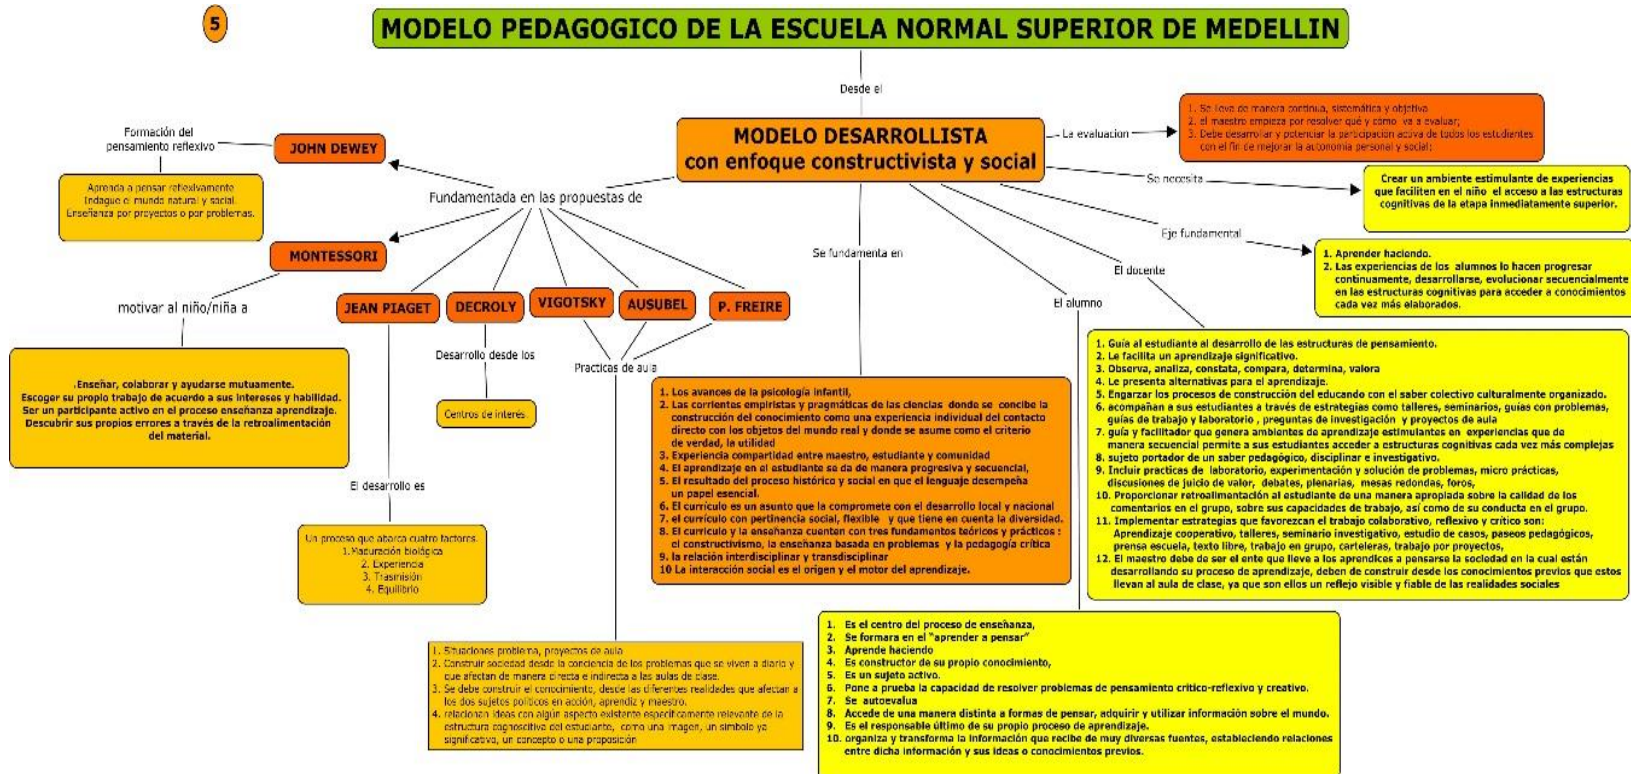 5
MODELO PEDAGOGICO DE LA ESCUELA NORMAL SUPERIOR DE MEDELLIN
Desde el
MODELO DESARROLLISTA
con enfoque constructivista y social
La evaluacion
1. Se lleva de manera continua, sistemática y objetiva
2. el maestro empieza por resolver qué y cómo va a evaluar;
3. Debe desarrollar y potenciar la participación activa de todos los estudiantes
con el fin de mejorar la autonomía personal y social:
Se necesita
Crear un ambiente estimulante de experiencias
que faciliten en el niño el acceso a las estructuras
cognitivas de la etapa inmediatamente superior.
Eje fundamental
1. Aprender haciendo.
2. Las experiencias de los alumnos lo hacen progresar
continuamente, desarrollarse, evolucionar secuencialmente
en las estructuras cognitivas para acceder a conocimientos
cada vez más elaborados.
Fundamentada en las propuestas de
JOHN DEWEY
Formación del
pensamiento reflexivo
Aprenda a pensar reflexivamente
Indague el mundo natural y social.
Enseñanza por proyectos o por problemas.
MONTESSORI
motivar al niño/niña a
.Enseñar, colaborar y ayudarse mutuamente.
Escoger su propio trabajo de acuerdo a sus intereses y habilidad.
Ser un participante activo en el proceso enseñanza aprendizaje.
Descubrir sus propios errores a través de la retroalimentación
del material.
JEAN PIAGET
El desarrollo es
Un proceso que abarca cuatro factores.
1.Maduración biológica
2. Experiencia
3. Trasmisión
4. Equilibrio
DECROLY
Desarrollo desde los
Centros de interés.
VIGOTSKY
AUSUBEL
P. FREIRE
Practicas de aula
1. Situaciones problema, proyectos de aula
2. Construir sociedad desde la conciencia de los problemas que se viven a diario y
que afectan de manera directa e indirecta a las aulas de clase.
3. Se debe construir el conocimiento, desde las diferentes realidades que afectan a
los dos sujetos políticos en acción, aprendiz y maestro.
4. relacionan ideas con algún aspecto existente específicamente relevante de la
estructura cognoscitiva del estudiante, como una imagen, un símbolo ya
significativo, un concepto o una proposición
Se fundamenta en
1. Los avances de la psicología infantil,
2. Las corrientes empiristas y pragmáticas de las ciencias donde se concibe la
construcción del conocimiento como una experiencia individual del contacto
directo con los objetos del mundo real y donde se asume como el criterio
de verdad, la utilidad
3. Experiencia compartidad entre maestro, estudiante y comunidad
4. El aprendizaje en el estudiante se da de manera progresiva y secuencial,
5. El resultado del proceso histórico y social en que el lenguaje desempeña
un papel esencial.
6. El currículo es un asunto que la compromete con el desarrollo local y nacional
7. el currículo con pertinencia social, flexible y que tiene en cuenta la diversidad.
8. El currículo y la enseñanza cuenten con tres fundamentos teóricos y prácticos :
el constructivismo, la enseñanza basada en problemas y la pedagogía crítica
9. la relación interdisciplinar y transdisciplinar
10 La interacción social es el origen y el motor del aprendizaje.
El alumno
1. Es el centro del proceso de enseñanza,
2. Se formara en el "aprender a pensar"
3. Aprende haciendo
4. Es constructor de su propio conocimiento,
5. Es un sujeto activo.
6. Pone a prueba la capacidad de resolver problemas de pensamiento crítico-reflexivo y creativo.
7. Se autoevalua
8. Accede de una manera distinta a formas de pensar, adquirir y utilizar información sobre el mundo.
9. Es el responsable último de su propio proceso de aprendizaje.
10. organiza y transforma la información que recibe de muy diversas fuentes, estableciendo relaciones
entre dicha información y sus ideas o conocimientos previos.
El docente
1. Guía al estudiante al desarrollo de las estructuras de pensamiento.
2. Le facilita un aprendizaje significativo.
3. Observa, analiza, constata, compara, determina, valora
4. Le presenta alternativas para el aprendizaje.
5. Engarzar los procesos de construcción del educando con el saber colectivo culturalmente organizado.
6. acompañan a sus estudiantes a través de estrategias como talleres, seminarios, guías con problemas,
guías de trabajo y laboratorio , preguntas de investigación y proyectos de aula
7. guía y facilitador que genera ambientes de aprendizaje estimulantes en experiencias que de
manera secuencial permite a sus estudiantes acceder a estructuras cognitivas cada vez más complejas
8. sujeto portador de un saber pedagógico, disciplinar e investigativo.
9. Incluir practicas de laboratorio, experimentación y solución de problemas, micro prácticas,
discusiones de juicio de valor, debates, plenarias, mesas redondas, foros,
10. Proporcionar retroalimentación al estudiante de una manera apropiada sobre la calidad de los
comentarios en el grupo, sobre sus capacidades de trabajo, así como de su conducta en el grupo.
11. Implementar estrategias que favorezcan el trabajo colaborativo, reflexivo y crítico son:
Aprendizaje cooperativo, talleres, seminario investigativo, estudio de casos, paseos pedagógicos,
prensa escuela, texto libre, trabajo en grupo, carteleras, trabajo por proyectos,
12. El maestro debe de ser el ente que lleve a los aprendices a pensarse la sociedad en la cual están
desarrollando su proceso de aprendizaje, deben de construir desde los conocimientos previos que estos
llevan al aula de clase, ya que son ellos un reflejo visible y fiable de las realidades sociales